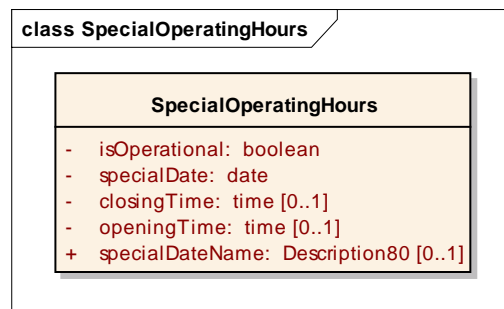 class SpecialOperatingHours
SpecialOperatingHours
- isOperational: boolean
- specialDate: date
- closingTime: time [0..1]
- openingTime: time [0..1]
+ specialDateName: Description80 [0..1]